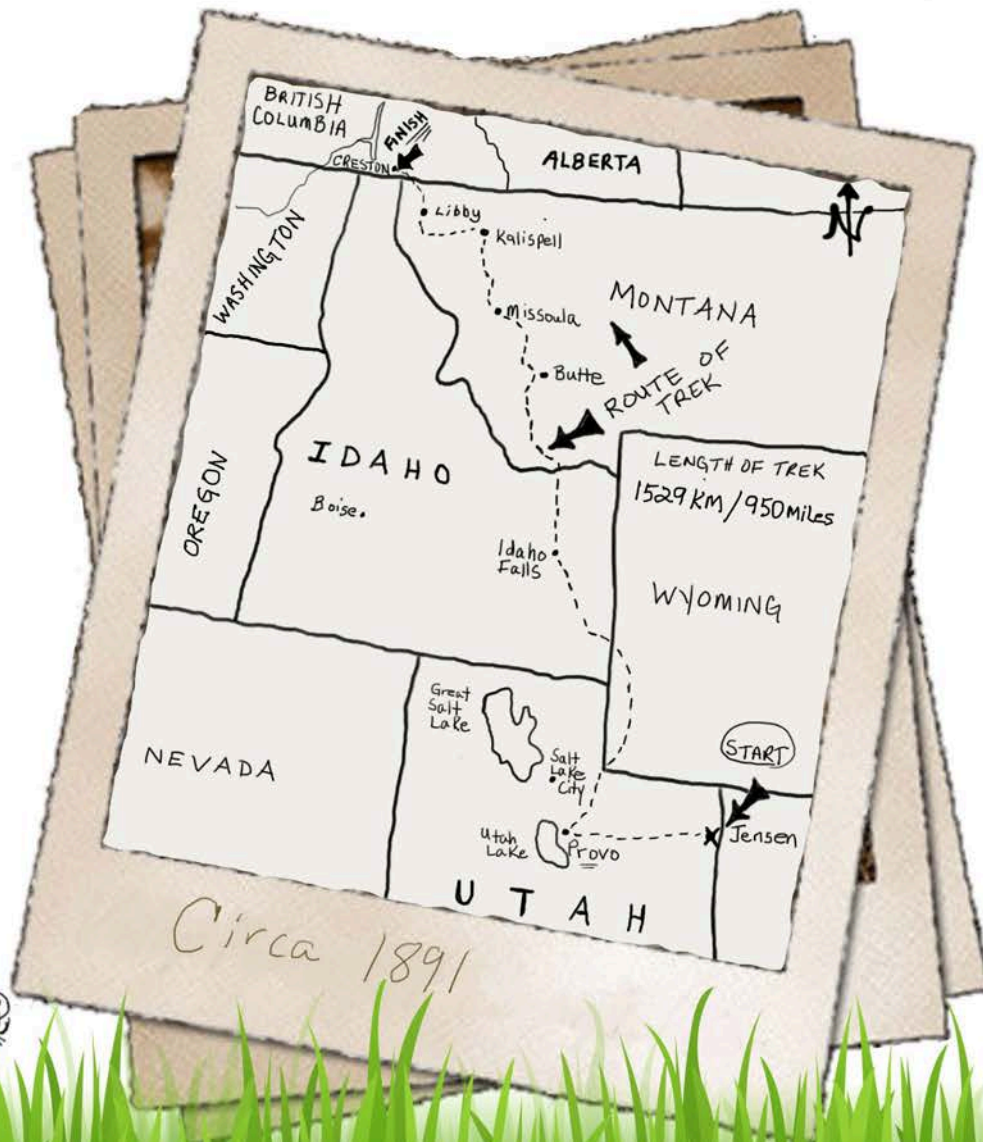 BRITISH
COLUMBIA
FINISH
CRESTON
ALBERTA
N
Libby
Kalispell
WASHINGTON
Missoula
MONTANA
Butte
ROUTE OF
TREK
IDAHO
LENGTH OF TREK
1529 KM/950 Miles
Boise
OREGON
Idaho
Falls
WYOMING
Great
Salt
Lake
START
NEVADA
Salt
Lake
City
Utah
Lake
Provo
Jensen
UTAH
Circa 1891